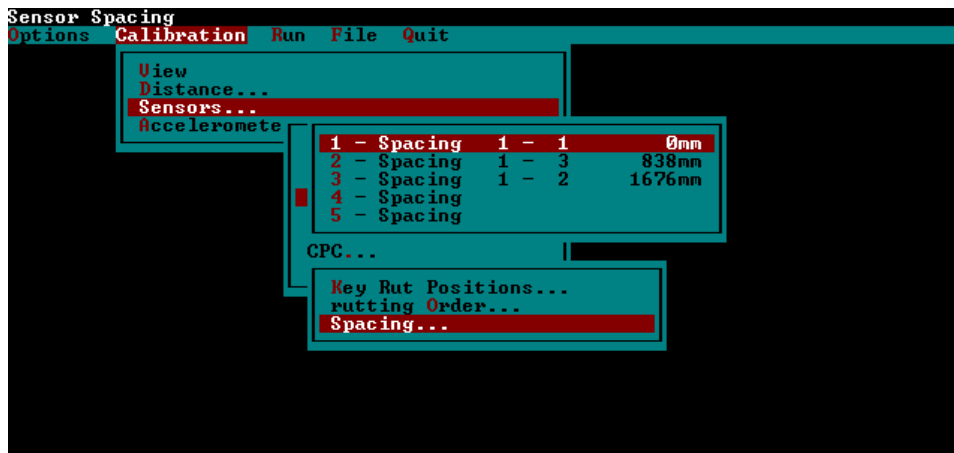 Sensor Spacing
Options Calibration Run File Quit
View
Distance...
Sensors...
Acceleromete
1 - Spacing 1 - 1 0mm
2 - Spacing 1 - 3 838mm
3 - Spacing 1 - 2 1676mm
4 - Spacing
5 - Spacing
CPC...
Key Rut Positions...
rutting Order...
Spacing...